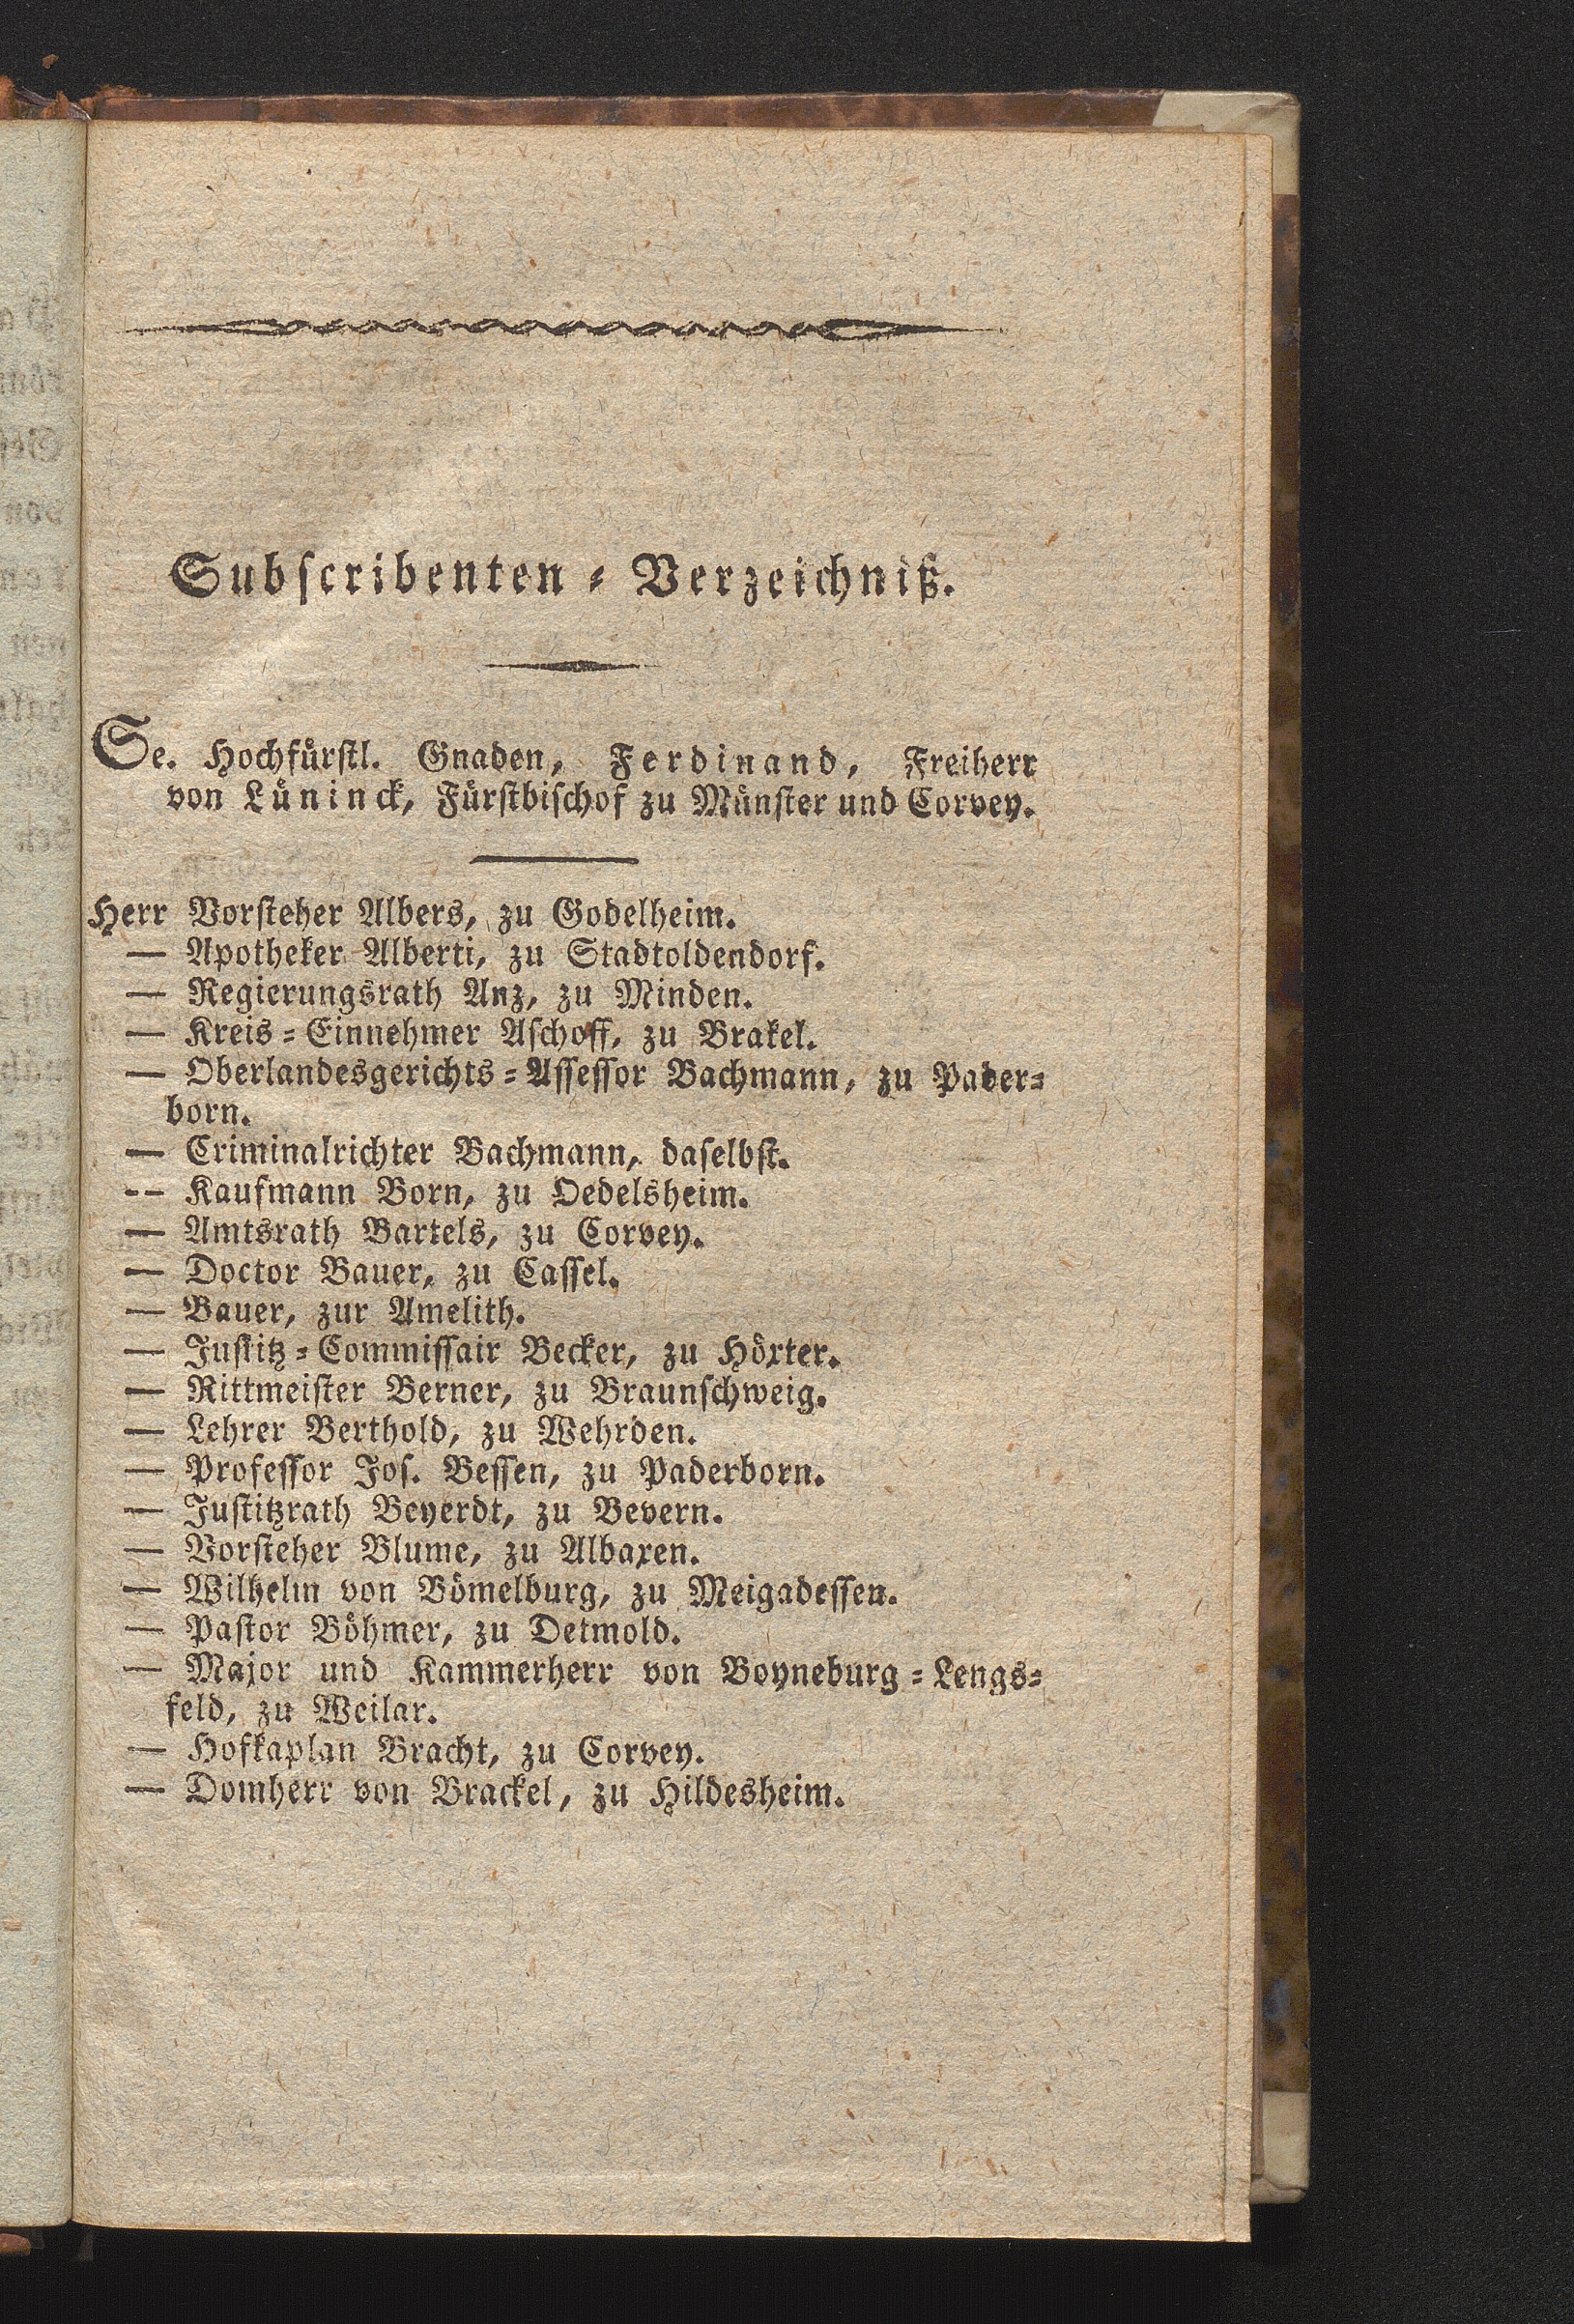 Subscribenten-Verzeichniß.
Se. Hochfürstl. Gnaden, Ferdinand, Freiherr
von Lüninck, Fürstbischof zu Münster und Corvey.
Herr Vorsteher Albers, zu Godelheim.
— Apotheker Alberti, zu Stadtoldendorf.
— Regierungsrath Anz, zu Minden.
— Kreis-Einnehmer Aschoff, zu Brakel.
— Oberlandesgerichts-Assessor Bachmann, zu Pader-
born.
— Criminalrichter Bachmann, daselbst.
-- Kaufmann Born, zu Oedelsheim.
— Amtsrath Bartels, zu Corvey.
— Doctor Bauer, zu Cassel.
— Bauer, zur Amelith.
— Justitz-Commissair Becker, zu Höxter.
— Rittmeister Berner, zu Braunschweig.
— Lehrer Berthold, zu Wehrden.
— Professor Jos. Bessen, zu Paderborn.
— Justitzrath Beyerdt, zu Bevern.
— Vorsteher Blume, zu Albaxen.
— Wilhelm von Bömelburg, zu Meigadessen.
— Pastor Böhmer, zu Detmold.
— Major und Kammerherr von Boyneburg-Lengs-
feld, zu Weilar.
— Hofkaplan Bracht, zu Corvey.
— Domherr von Brackel, zu Hildesheim.